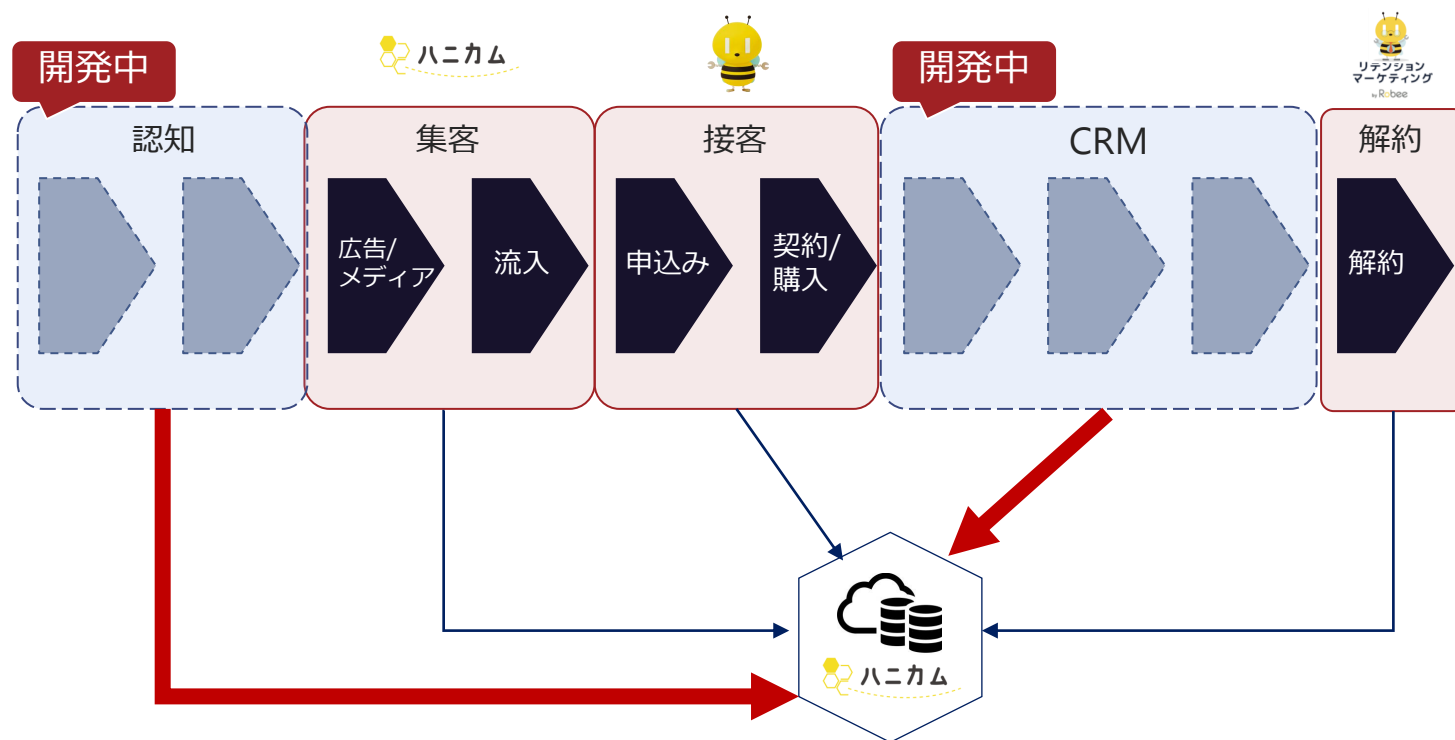 開発中
ハニカム
開発中
リテンション
マーケティング
by Robee
認知
集客
接客
CRM
解約
広告/
メディア
流入
申込み
契約/
購入
解約
ハニカム